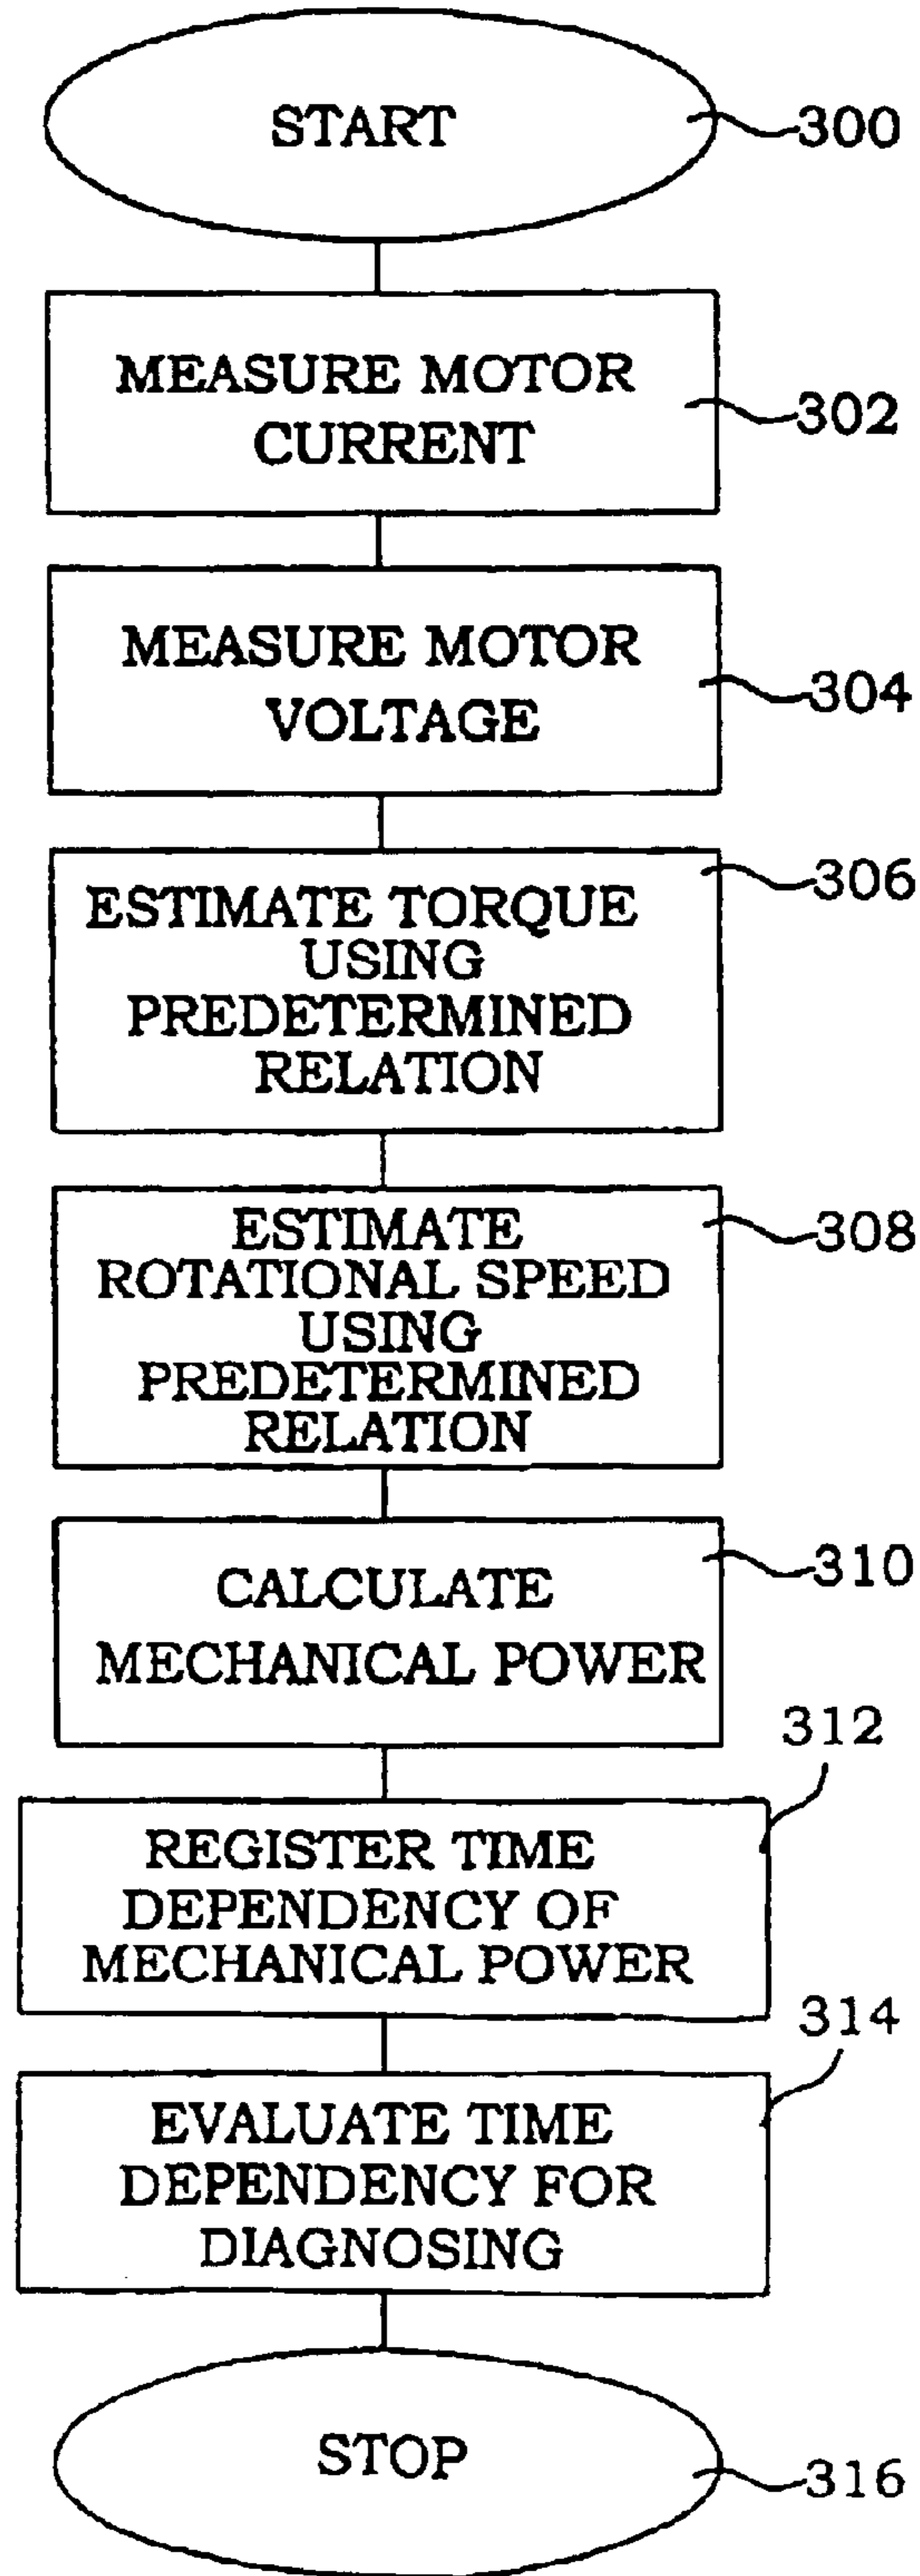 START
300
MEASURE MOTOR
CURRENT
302
MEASURE MOTOR
VOLTAGE
304
306
ESTIMATE TORQUE
USING
PREDETERMINED
RELATION
308
ESTIMATE
ROTATIONAL SPEED
USING
PREDETERMINED
RELATION
310
CALCULATE
MECHANICAL POWER
312
REGISTER TIME
DEPENDENCY OF
MECHANICAL POWER
314
EVALUATE TIME
DEPENDENCY FOR
DIAGNOSING
STOP
316